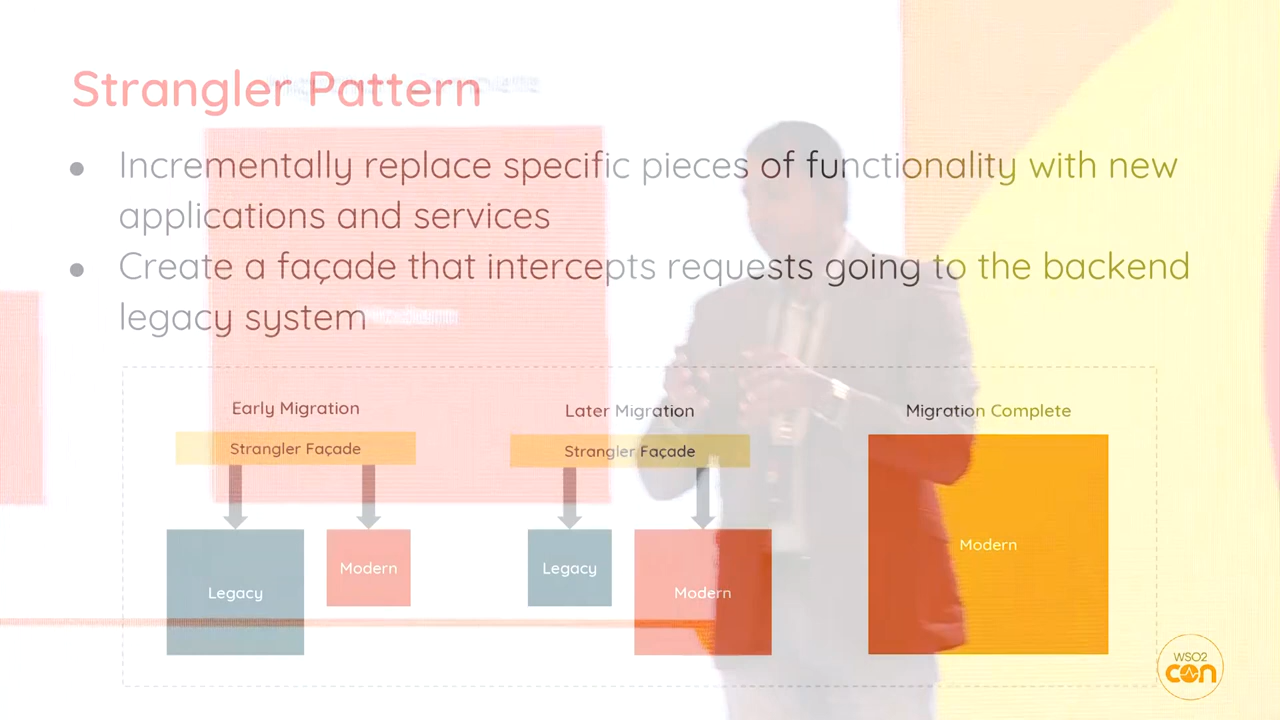 Strangler Pattern
● Incrementally replace specific pieces of functionality with new
applications and services
● Create a façade that intercepts requests going to the backend
legacy system
Early Migration
Later Migration
Migration Complete
Strangler Façade
Strangler Façade
Legacy
Modern
Legacy
Modern
Modern
WSO2
con